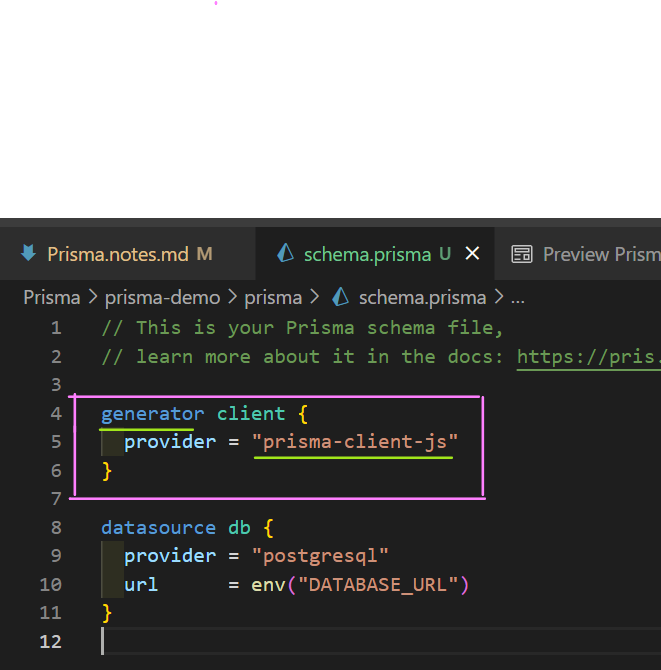 Prisma.notes.md M schema.prisma U Preview Prism
Prisma > prisma-demo > prisma > schema.prisma > ...
1 // This is your Prisma schema file,
2 // learn more about it in the docs: https://pris.
3
4 generator client {
5 provider = "prisma-client-js"
6 }
7
8 datasource db {
9 provider = "postgresql"
10 url = env("DATABASE_URL")
11 }
12